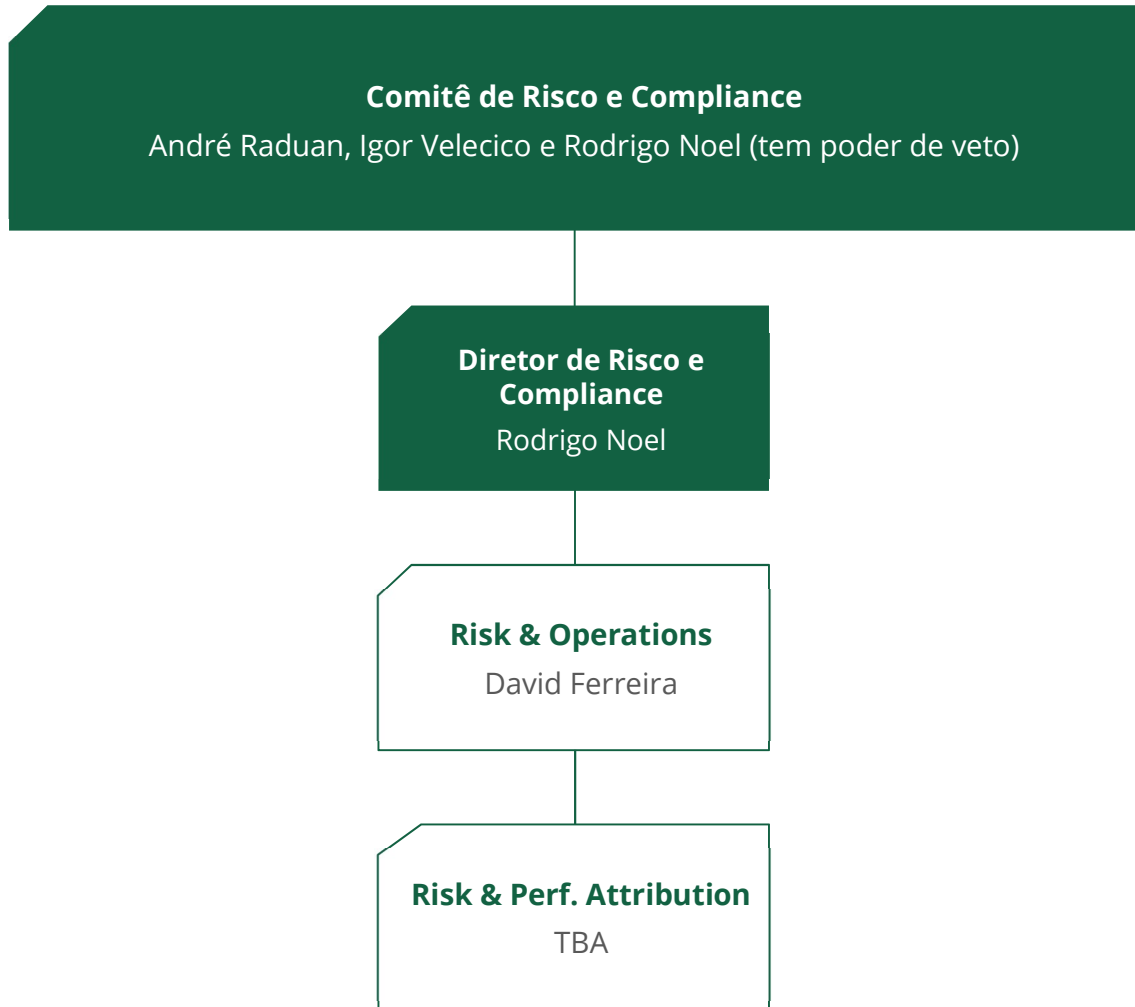 Comitê de Risco e Compliance
André Raduan, Igor Velecico e Rodrigo Noel (tem poder de veto)
Diretor de Risco e
Compliance
Rodrigo Noel
Risk & Operations
David Ferreira
Risk & Perf. Attribution
TBA